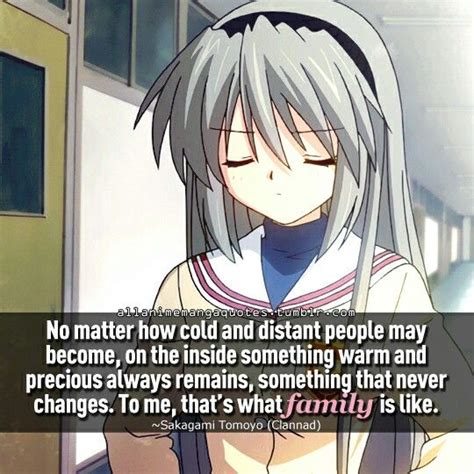 allanimemangaquotes.tumblr.com
No matter how cold and distant people may
become, on the inside something warm and
precious always remains, something that never
changes. To me, that's what family is like.
~Sakagami Tomoyo (Clannad)